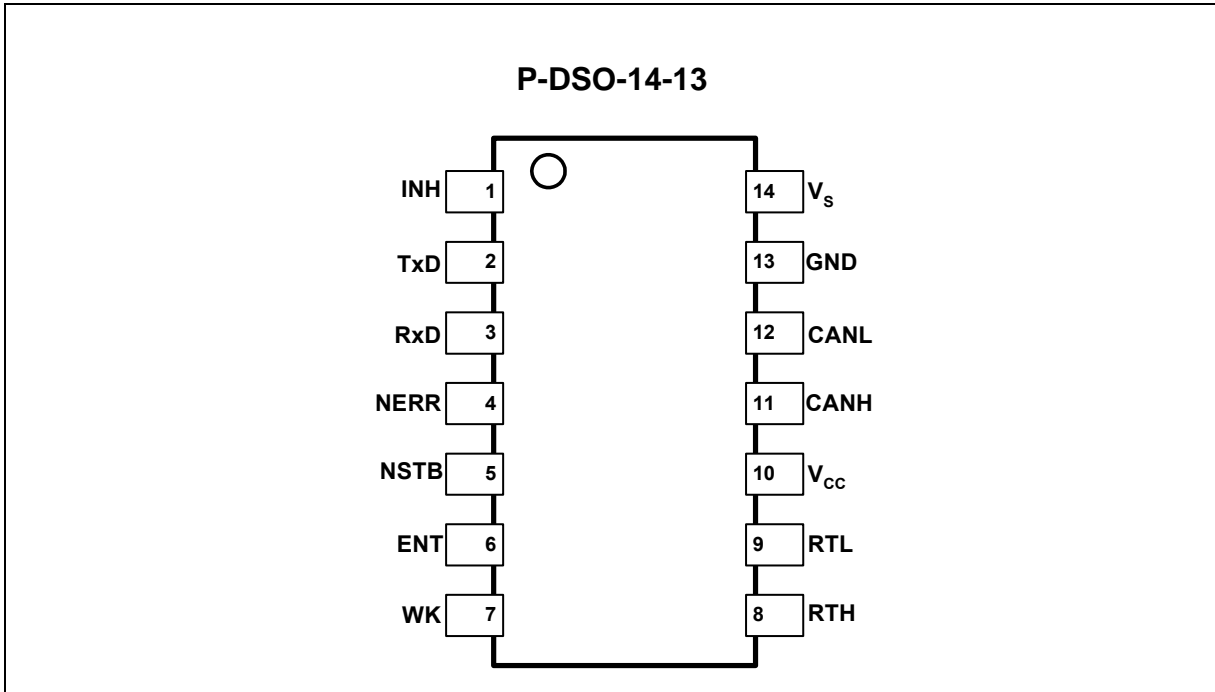 P-DSO-14-13
INH 1 14 VS
TxD 2 13 GND
RxD 3 12 CANL
NERR 4 11 CANH
NSTB 5 10 VCC
ENT 6 9 RTL
WK 7 8 RTH